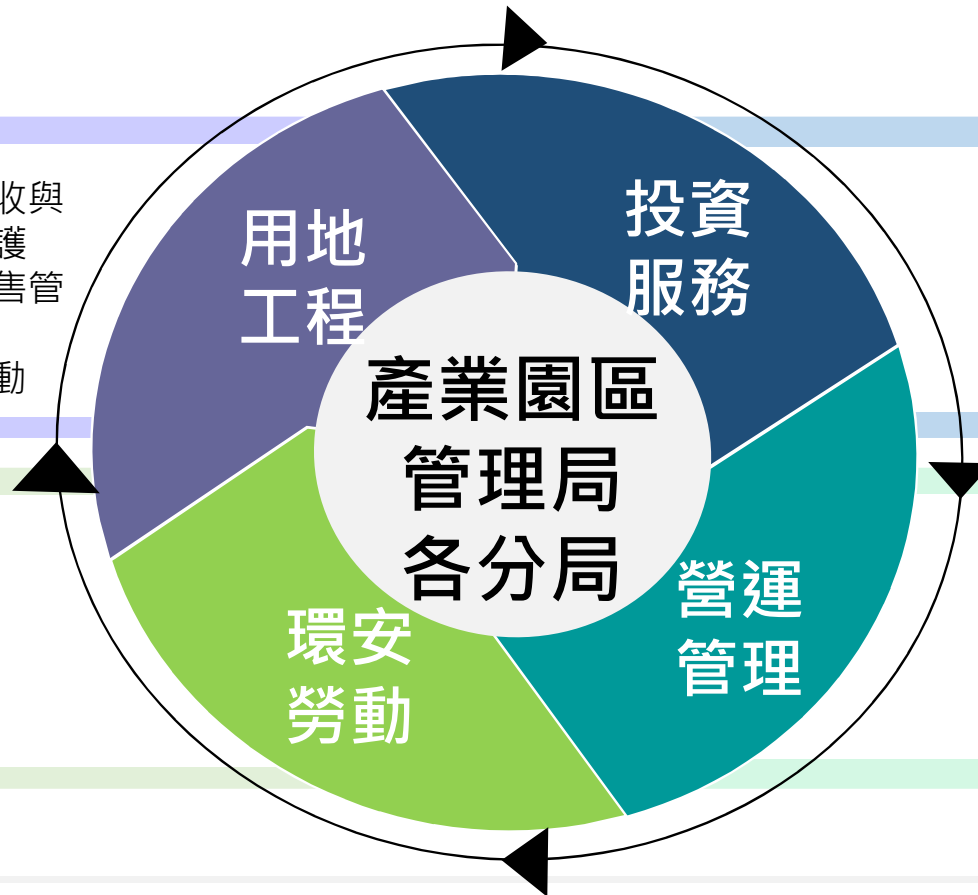 收與
護
售管
動
用地
工程
投資
服務
產業園區
管理局
各分局
環安
勞動
營運
管理